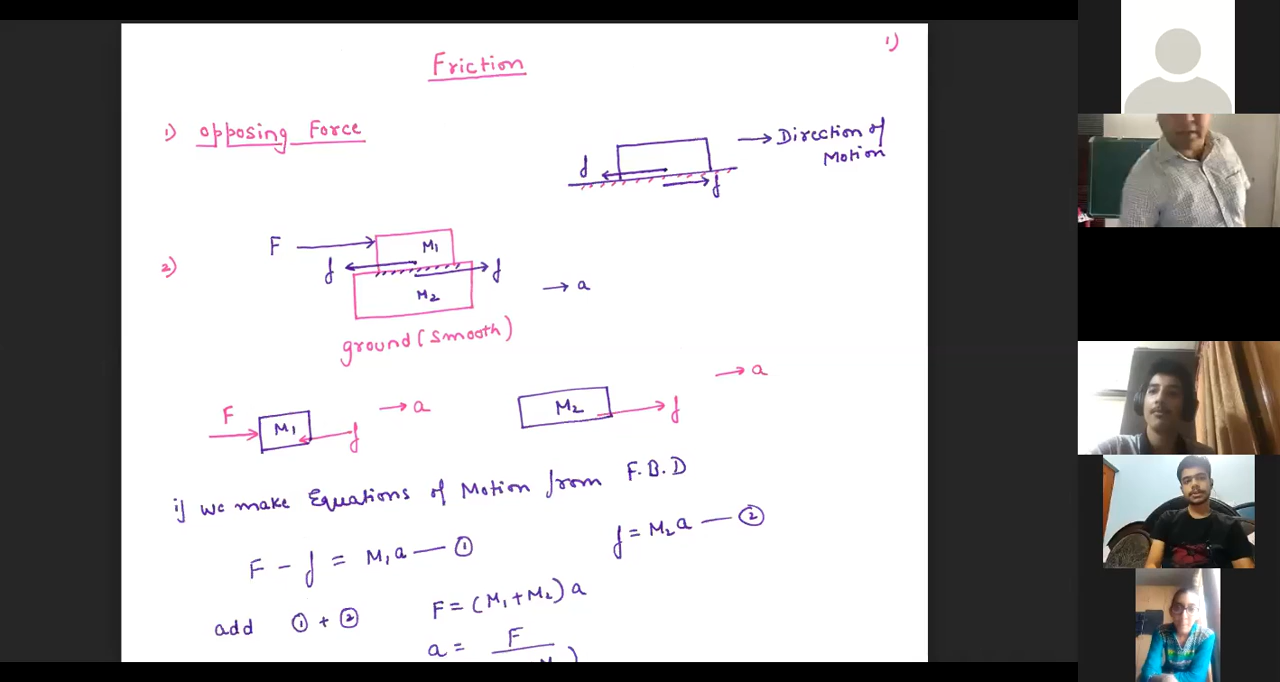 1)
Friction
1) opposing Force
f
f
→ Direction of
Motion
2)
F
M1
f
f
M2
→ a
ground (smooth)
F
M1
f
→ a
M2
f
→ a
if we make Equations of Motion from F.B.D
F - f = M1a — ①
f = M2a — ②
add ① + ②
F = (M1 + M2) a
a = F